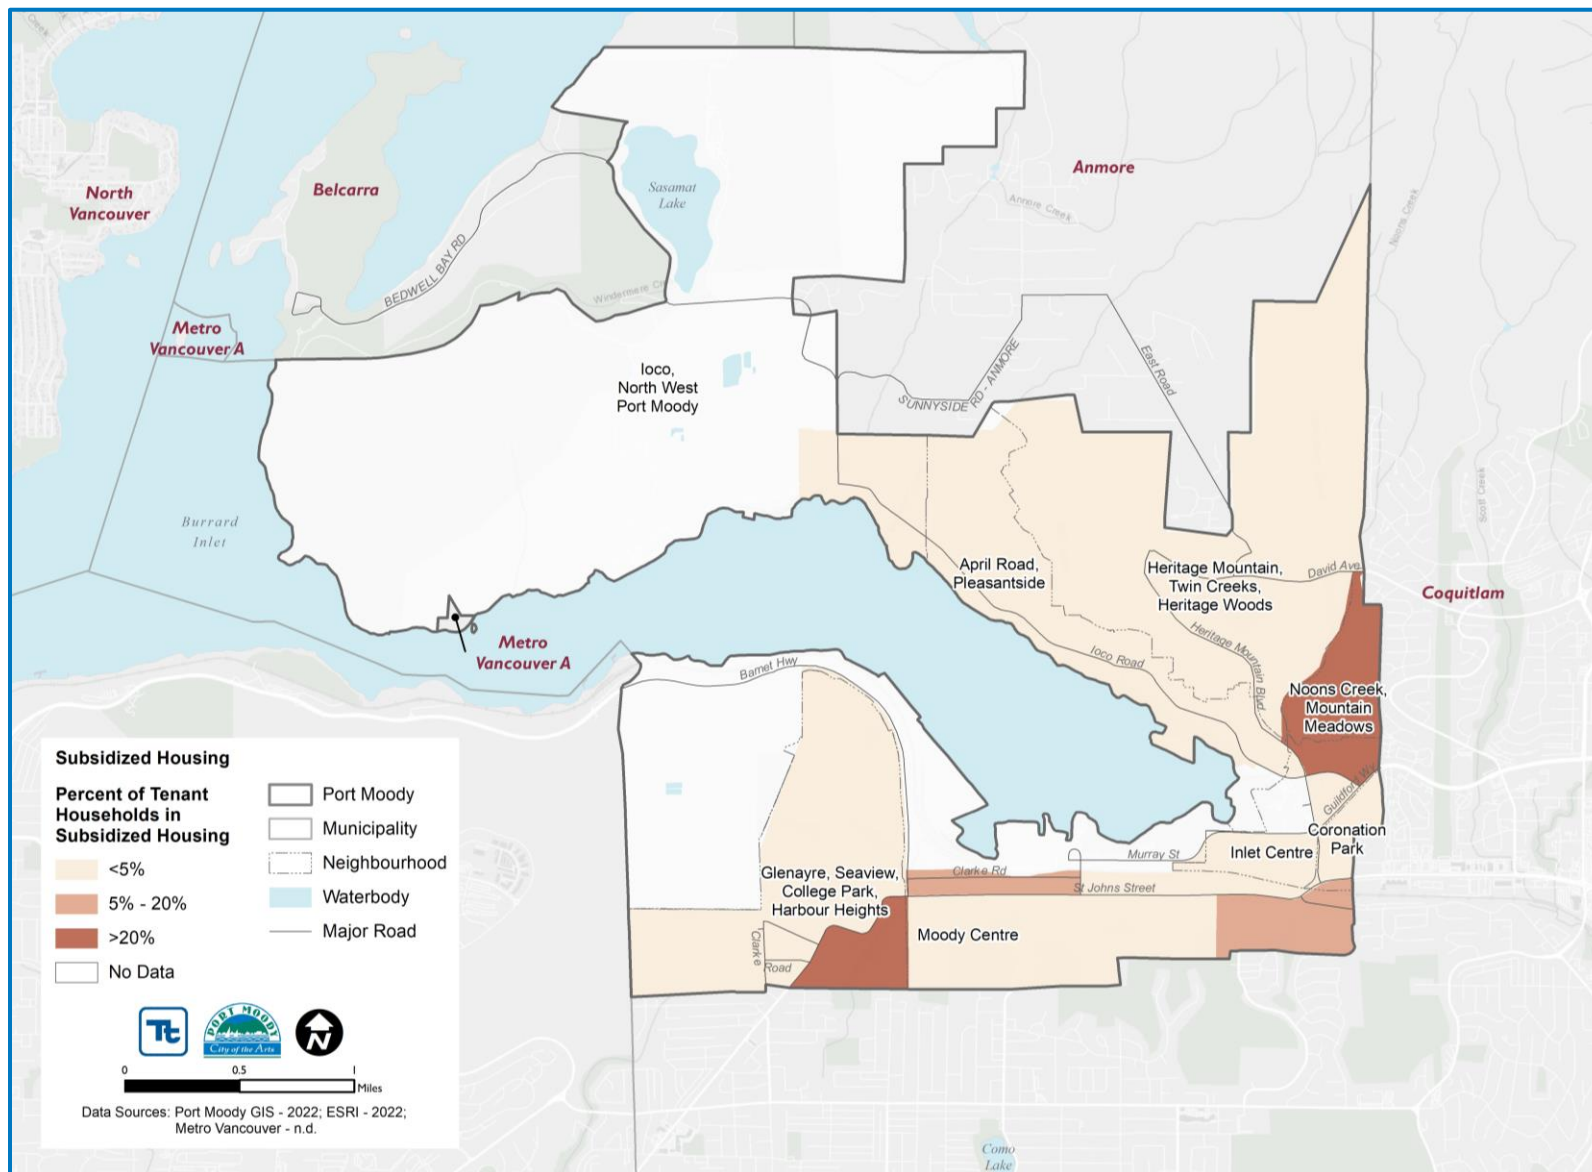 Creek
North
Vancouver
Belcarra
Sasamat
Lake
Anmore
Anmore Creek
Noons Creek
BEDWELL BAY RD
Metro
Vancouver A
Ioco,
North West
Port Moody
SUNNYSIDE RD - ANMORE
East Road
Scott Creek
Burrard
Inlet
April Road,
Pleasantside
Heritage Mountain,
Twin Creeks,
Heritage Woods
David Ave
Coquitlam
Metro
Vancouver A
Barnet Hwy
Ioco Road
Heritage Mountain Blvd
Noons Creek,
Mountain
Meadows
Guildford Wy
Coronation
Park
Murray St
Inlet Centre
Clarke Rd
St Johns Street
Glenayre, Seaview,
College Park,
Harbour Heights
Moody Centre
Clarke
Road
Como
Lake
Subsidized Housing
Percent of Tenant
Households in
Subsidized Housing
<5%
5% - 20%
>20%
No Data
Port Moody
Municipality
Neighbourhood
Waterbody
Major Road
Tt
PORT MOODY
City of the Arts
N
0 0.5 1
Miles
Data Sources: Port Moody GIS - 2022; ESRI - 2022;
Metro Vancouver - n.d.